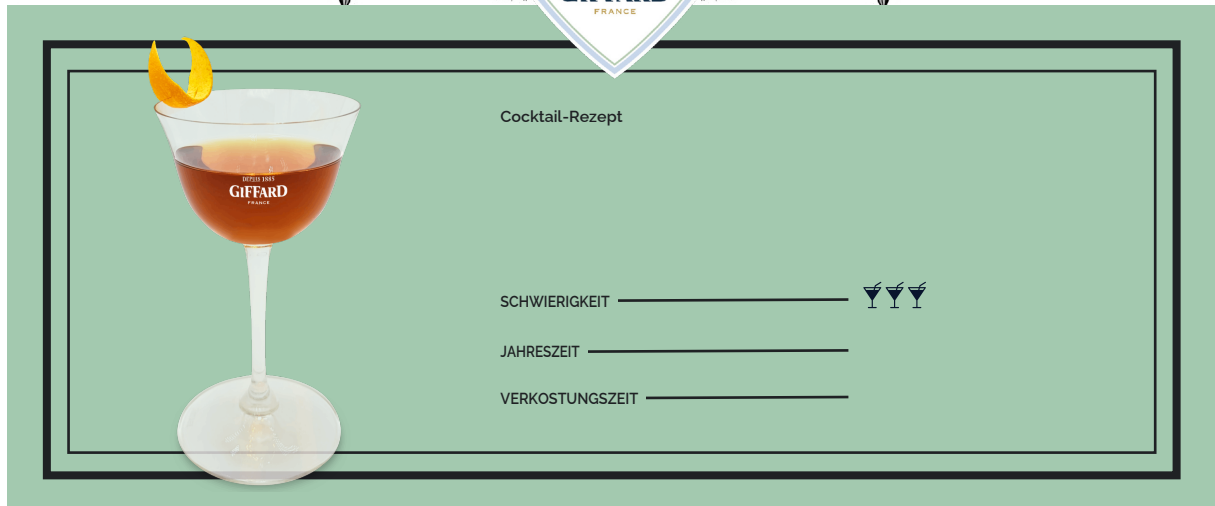 FRANCE
Cocktail-Rezept
DEPUIS 1885
GIFFARD
FRANCE
SCHWIERIGKEIT
JAHRESZEIT
VERKOSTUNGSZEIT